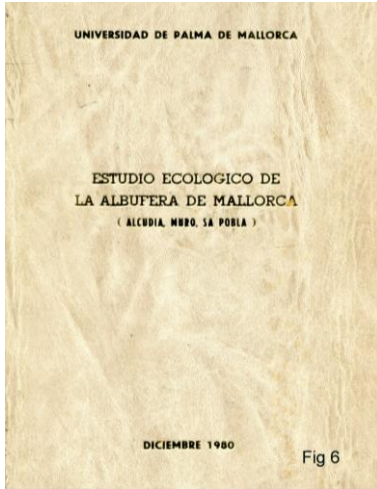 UNIVERSIDAD DE PALMA DE MALLORCA
ESTUDIO ECOLOGICO DE
LA ALBUFERA DE MALLORCA
( ALCUDIA, MURO, SA POBLA )
DICIEMBRE 1980
Fig 6